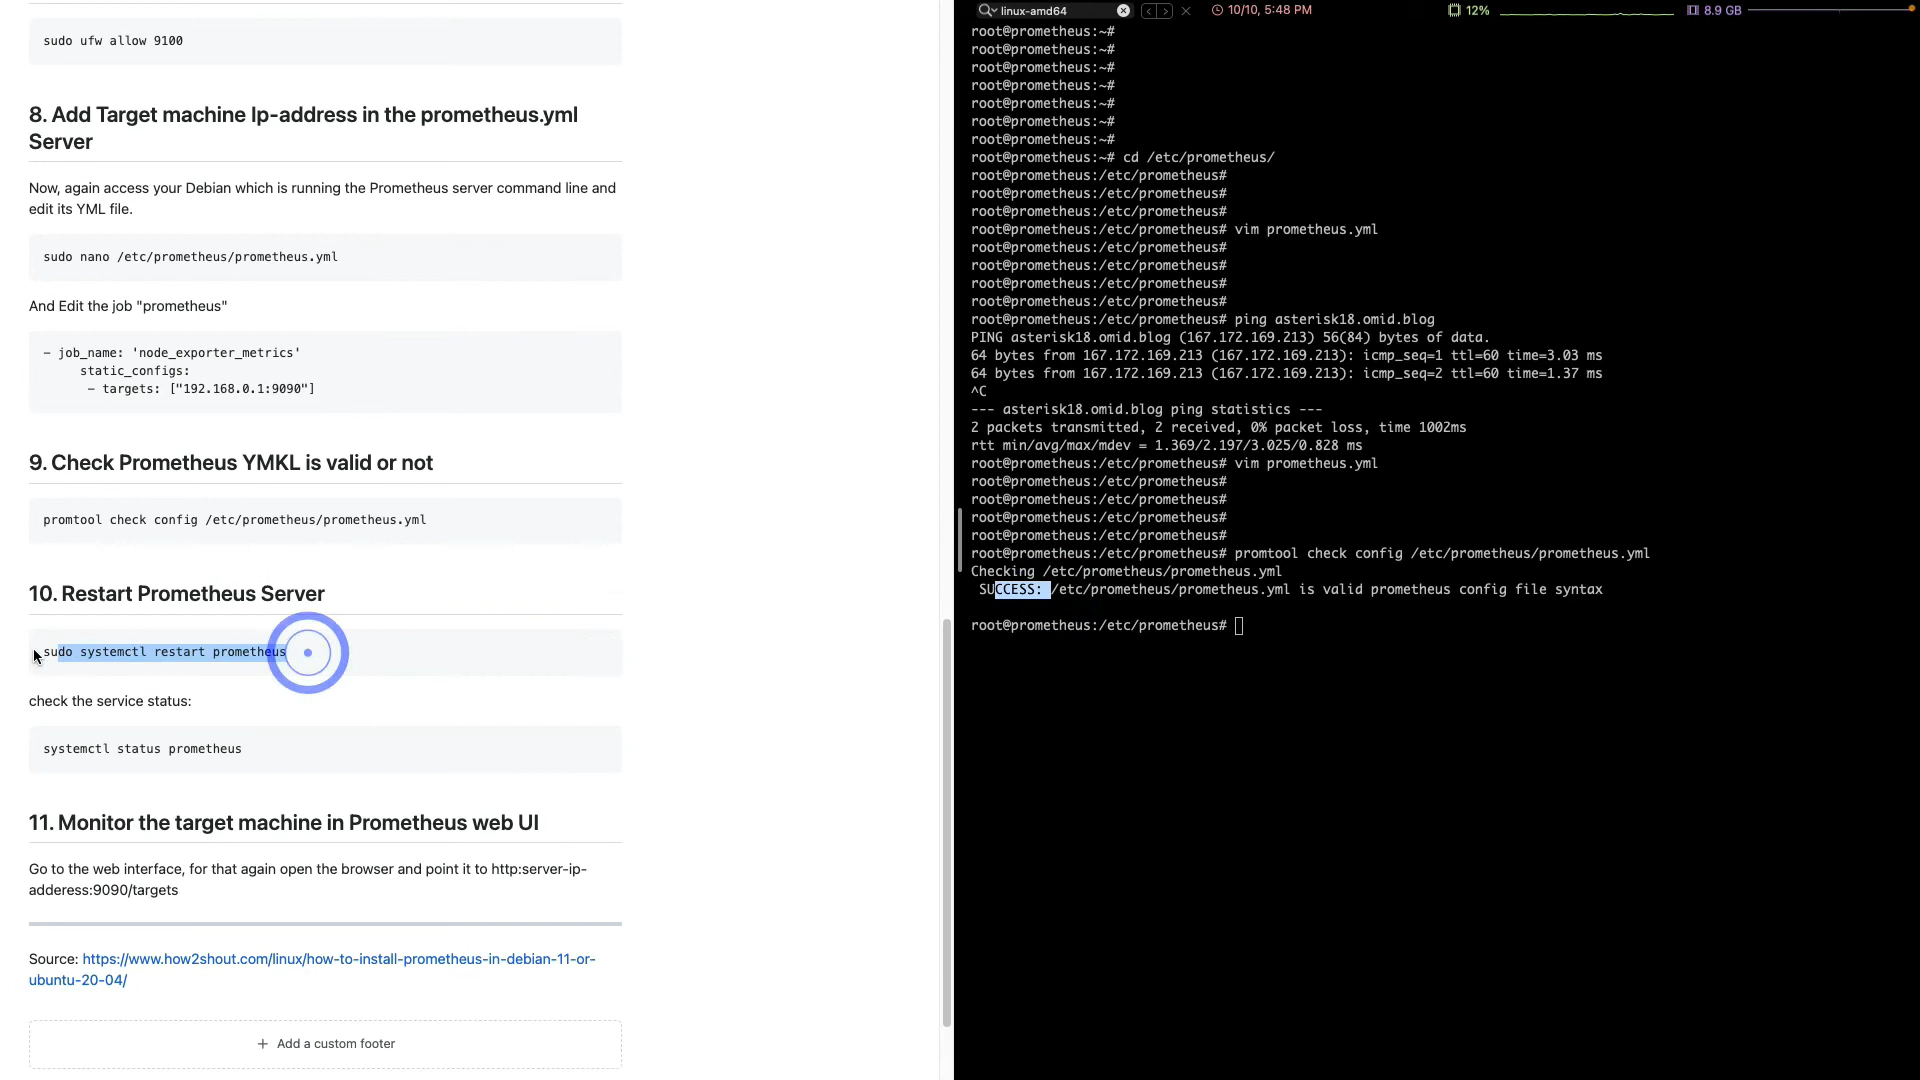 sudo ufw allow 9100
8. Add Target machine Ip-address in the prometheus.yml
Server
Now, again access your Debian which is running the Prometheus server command line and
edit its YML file.
sudo nano /etc/prometheus/prometheus.yml
And Edit the job "prometheus"
- job_name: 'node_exporter_metrics'
static_configs:
- targets: ["192.168.0.1:9090"]
9. Check Prometheus YMKL is valid or not
promtool check config /etc/prometheus/prometheus.yml
10. Restart Prometheus Server
sudo systemctl restart prometheus
check the service status:
systemctl status prometheus
11. Monitor the target machine in Prometheus web UI
Go to the web interface, for that again open the browser and point it to http:server-ip-
adderess:9090/targets
Source: https://www.how2shout.com/linux/how-to-install-prometheus-in-debian-11-or-
ubuntu-20-04/
+ Add a custom footer
linux-amd64
10/10, 5:48 PM
12%
8.9 GB
root@prometheus:~#
root@prometheus:~#
root@prometheus:~#
root@prometheus:~#
root@prometheus:~#
root@prometheus:~#
root@prometheus:~#
root@prometheus:~# cd /etc/prometheus/
root@prometheus:/etc/prometheus#
root@prometheus:/etc/prometheus#
root@prometheus:/etc/prometheus#
root@prometheus:/etc/prometheus# vim prometheus.yml
root@prometheus:/etc/prometheus#
root@prometheus:/etc/prometheus#
root@prometheus:/etc/prometheus#
root@prometheus:/etc/prometheus#
root@prometheus:/etc/prometheus# ping asterisk18.omid.blog
PING asterisk18.omid.blog (167.172.169.213) 56(84) bytes of data.
64 bytes from 167.172.169.213 (167.172.169.213): icmp_seq=1 ttl=60 time=3.03 ms
64 bytes from 167.172.169.213 (167.172.169.213): icmp_seq=2 ttl=60 time=1.37 ms
^C
--- asterisk18.omid.blog ping statistics ---
2 packets transmitted, 2 received, 0% packet loss, time 1002ms
rtt min/avg/max/mdev = 1.369/2.197/3.025/0.828 ms
root@prometheus:/etc/prometheus# vim prometheus.yml
root@prometheus:/etc/prometheus#
root@prometheus:/etc/prometheus#
root@prometheus:/etc/prometheus#
root@prometheus:/etc/prometheus#
root@prometheus:/etc/prometheus# promtool check config /etc/prometheus/prometheus.yml
Checking /etc/prometheus/prometheus.yml
SUCCESS: /etc/prometheus/prometheus.yml is valid prometheus config file syntax
root@prometheus:/etc/prometheus#